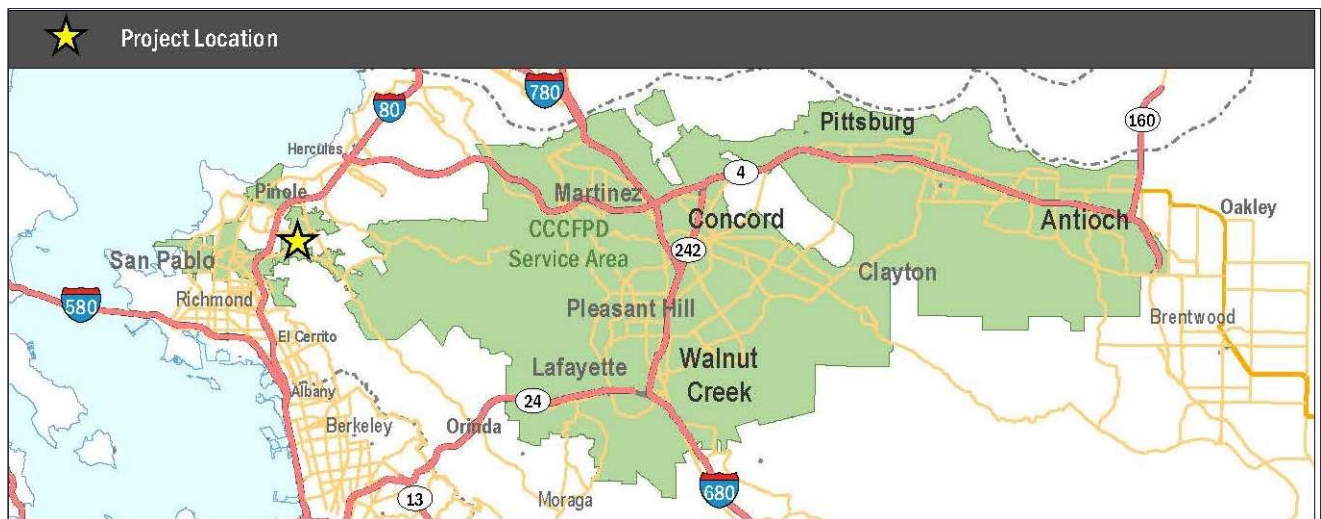 Project Location
80
780
160
Pittsburg
Hercules
4
Pinole
Martinez
Oakley
Concord
Antioch
CCCFPD
Service Area
242
San Pablo
Clayton
Richmond
580
Pleasant Hill
Brentwood
El Cerrito
Walnut
Creek
Lafayette
Albany
24
Berkeley
Orinda
680
13
Moraga